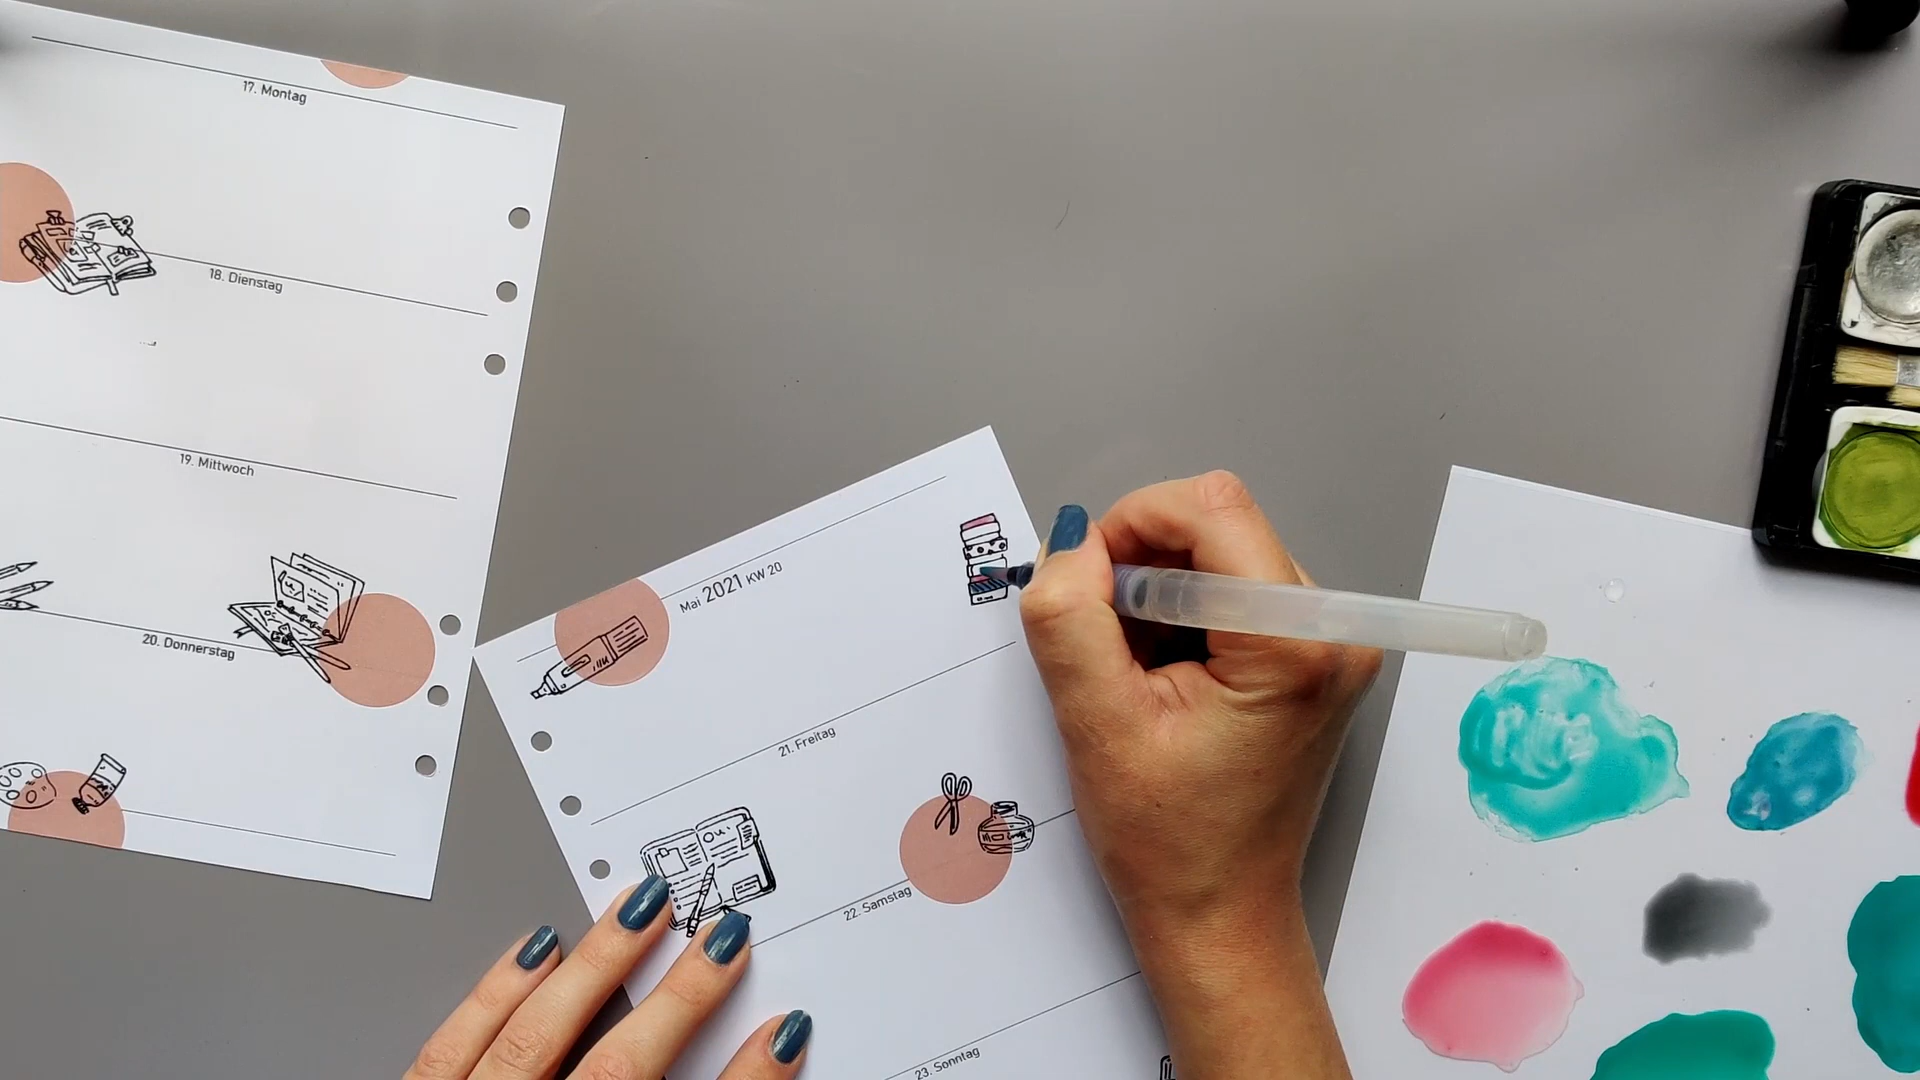 17. Montag
18. Dienstag
19. Mittwoch
20. Donnerstag
Mai 2021 KW 20
21. Freitag
22. Samstag
23. Sonntag